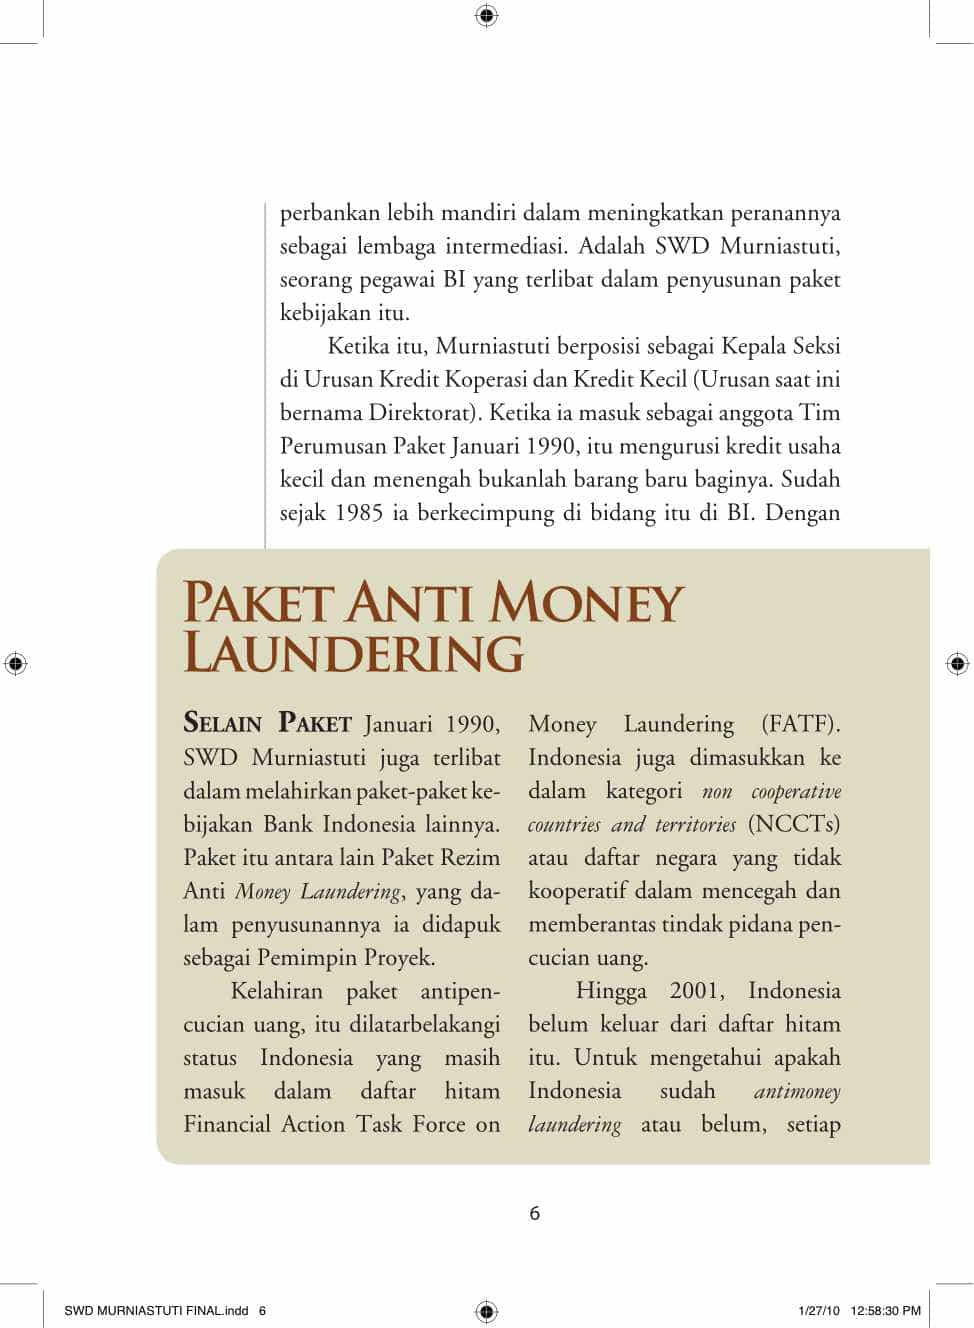 perbankan lebih mandiri dalam meningkatkan peranannya
sebagai lembaga intermediasi. Adalah SWD Murniastuti,
seorang pegawai BI yang terlibat dalam penyusunan paket
kebijakan itu.
Ketika itu, Murniastuti berposisi sebagai Kepala Seksi
di Urusan Kredit Koperasi dan Kredit Kecil (Urusan saat ini
bernama Direktorat). Ketika ia masuk sebagai anggota Tim
Perumusan Paket Januari 1990, itu mengurusi kredit usaha
kecil dan menengah bukanlah barang baru baginya. Sudah
sejak 1985 ia berkecimpung di bidang itu di BI. Dengan
PAKET ANTI MONEY
LAUNDERING
SELAIN PAKET Januari 1990,
SWD Murniastuti juga terlibat
dalam melahirkan paket-paket ke-
bijakan Bank Indonesia lainnya.
Paket itu antara lain Paket Rezim
Anti Money Laundering, yang da-
lam penyusunannya ia didapuk
sebagai Pemimpin Proyek.
Kelahiran paket antipen-
cucian uang, itu dilatarbelakangi
status Indonesia yang masih
masuk dalam daftar hitam
Financial Action Task Force on
Money Laundering (FATF).
Indonesia juga dimasukkan ke
dalam kategori non cooperative
countries and territories (NCCTs)
atau daftar negara yang tidak
kooperatif dalam mencegah dan
memberantas tindak pidana pen-
cucian uang.
Hingga 2001, Indonesia
belum keluar dari daftar hitam
itu. Untuk mengetahui apakah
Indonesia sudah antimoney
laundering atau belum, setiap
6
SWD MURNIASTUTI FINAL.indd 6
1/27/10 12:58:30 PM